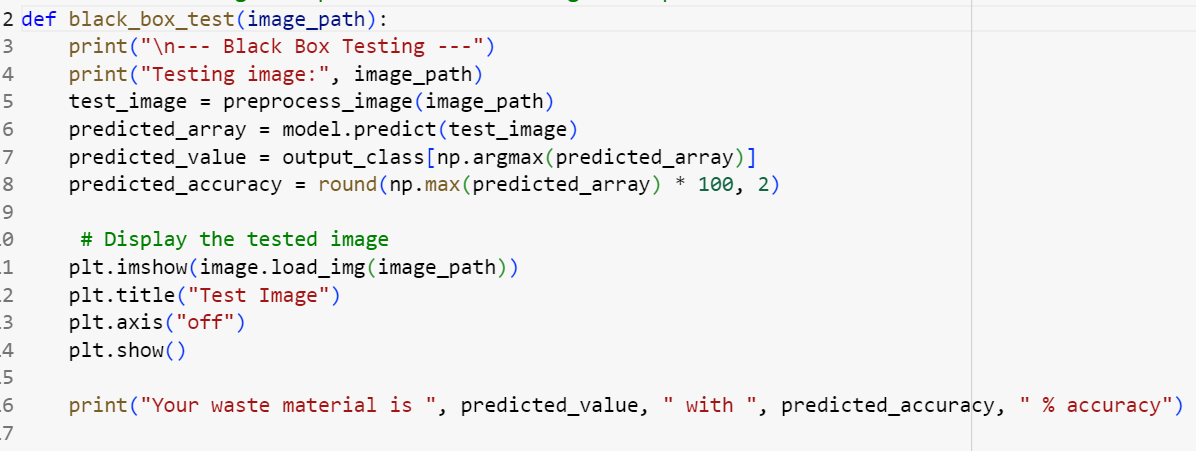 2 def black_box_test(image_path):
3     print("\n--- Black Box Testing ---")
4     print("Testing image:", image_path)
5     test_image = preprocess_image(image_path)
6     predicted_array = model.predict(test_image)
7     predicted_value = output_class[np.argmax(predicted_array)]
8     predicted_accuracy = round(np.max(predicted_array) * 100, 2)
9
0      # Display the tested image
1     plt.imshow(image.load_img(image_path))
2     plt.title("Test Image")
3     plt.axis("off")
4     plt.show()
5
6     print("Your waste material is ", predicted_value, " with ", predicted_accuracy, " % accuracy")
7